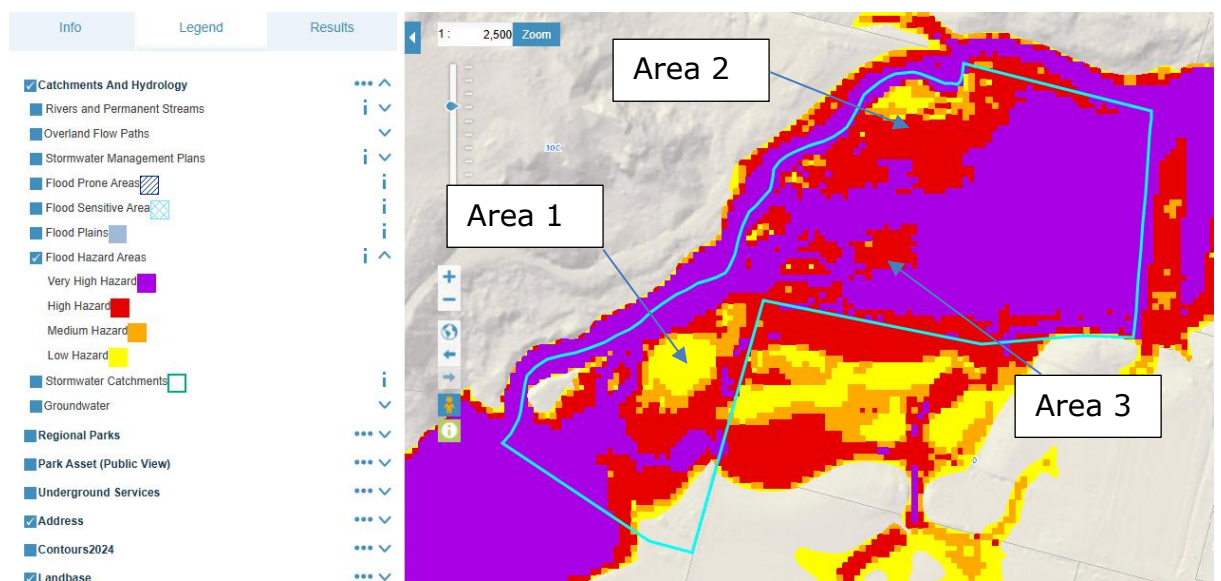 Info
Legend
Results
Catchments And Hydrology
Rivers and Permanent Streams
Overland Flow Paths
Stormwater Management Plans
Flood Prone Areas
Flood Sensitive Area
Flood Plains
Flood Hazard Areas
Very High Hazard
High Hazard
Medium Hazard
Low Hazard
Stormwater Catchments
Groundwater
Regional Parks
Park Asset (Public View)
Underground Services
Address
Contours2024
Landbase
1 : 2,500 Zoom
Area 2
Area 1
Area 3